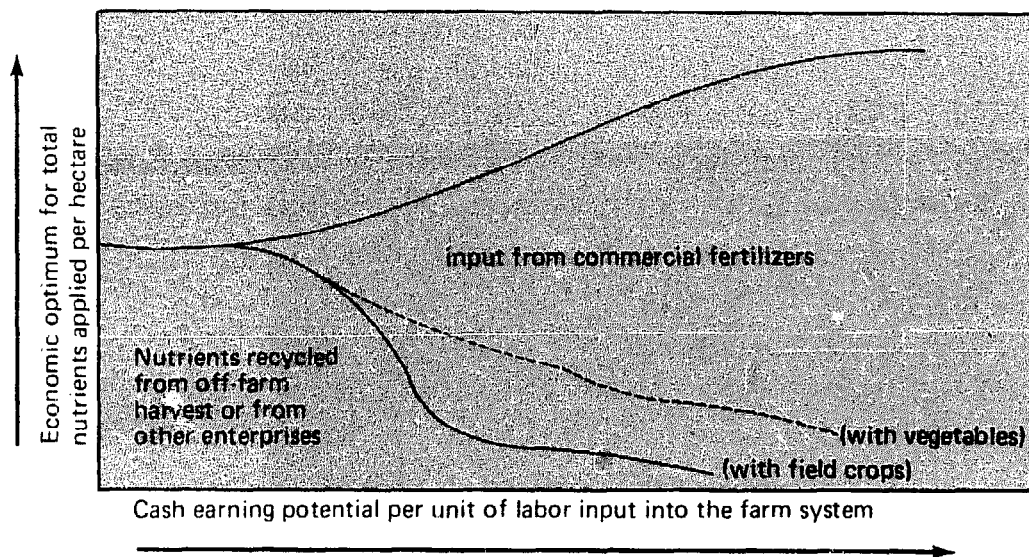 Economic optimum for total
nutrients applied per hectare
input from commercial fertilizers
Nutrients recycled
from off-farm
harvest or from
other enterprises
(with vegetables)
(with field crops)
Cash earning potential per unit of labor input into the farm system